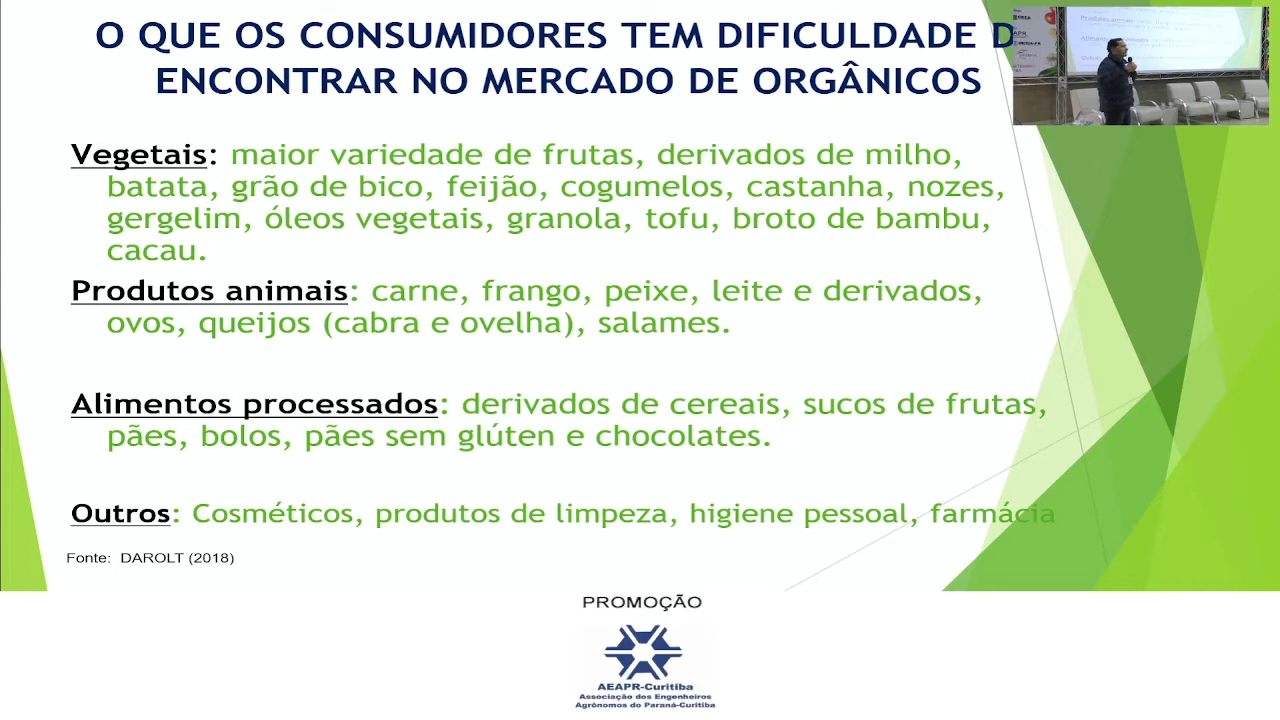 O QUE OS CONSUMIDORES TEM DIFICULDADE D
ENCONTRAR NO MERCADO DE ORGÂNICOS
Vegetais: maior variedade de frutas, derivados de milho,
batata, grão de bico, feijão, cogumelos, castanha, nozes,
gergelim, óleos vegetais, granola, tofu, broto de bambu,
cacau.
Produtos animais: carne, frango, peixe, leite e derivados,
ovos, queijos (cabra e ovelha), salames.
Alimentos processados: derivados de cereais, sucos de frutas,
pães, bolos, pães sem glúten e chocolates.
Outros: Cosméticos, produtos de limpeza, higiene pessoal, farmácia
Fonte: DAROLT (2018)
PROMOÇÃO
AEAPR-Curitiba
Associação dos Engenheiros
Agrônomos do Paraná-Curitiba